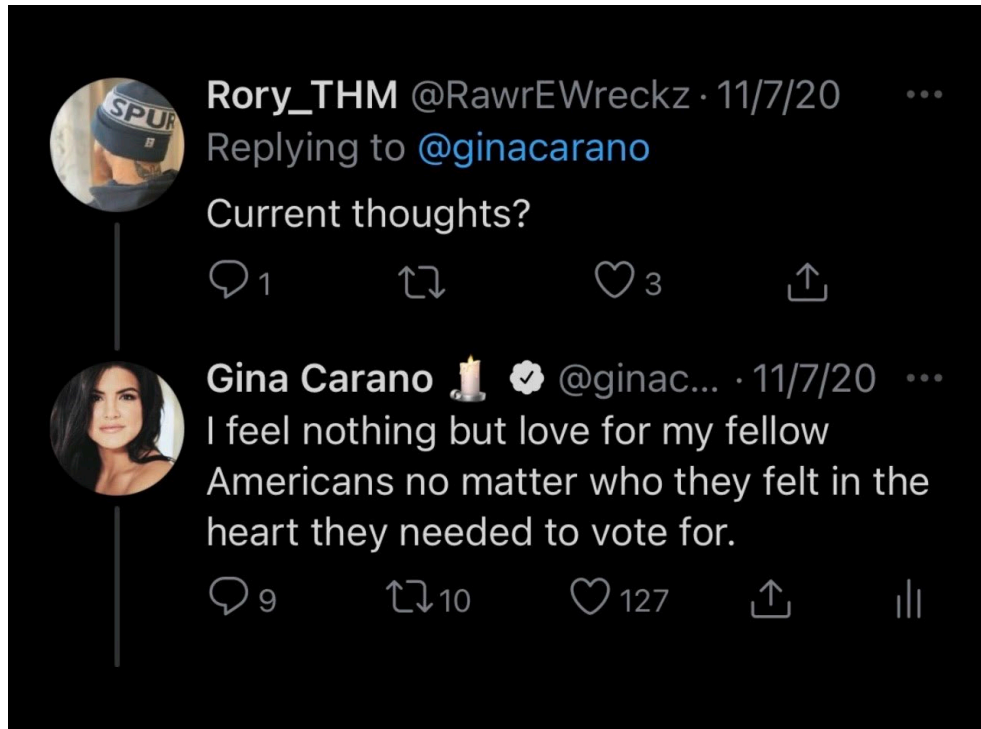 SPUR
Rory_THM @RawrEWreckz · 11/7/20 ...
Replying to @ginacarano
Current thoughts?
1 3
Gina Carano 🕯️ @ginac... · 11/7/20 ...
I feel nothing but love for my fellow
Americans no matter who they felt in the
heart they needed to vote for.
9 10 127